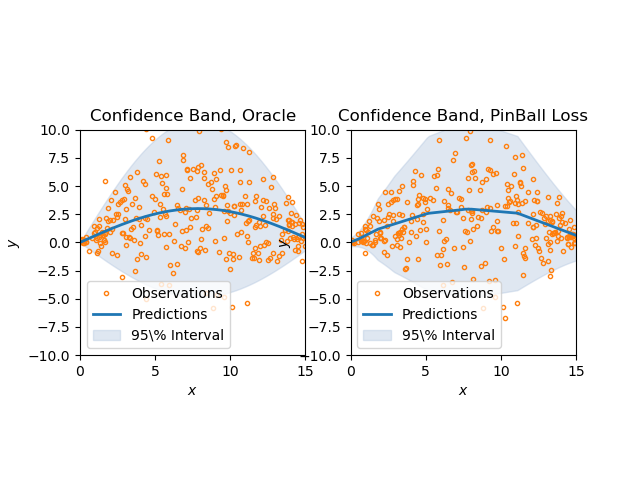 Confidence Band, Oracle
10.0
7.5
5.0
2.5
0.0
−2.5
−5.0
−7.5
−10.0
y
Observations
Predictions
95\% Interval
0
5
10
15
x
Confidence Band, PinBall Loss
10.0
7.5
5.0
2.5
0.0
−2.5
−5.0
−7.5
−10.0
y
Observations
Predictions
95\% Interval
0
5
10
15
x